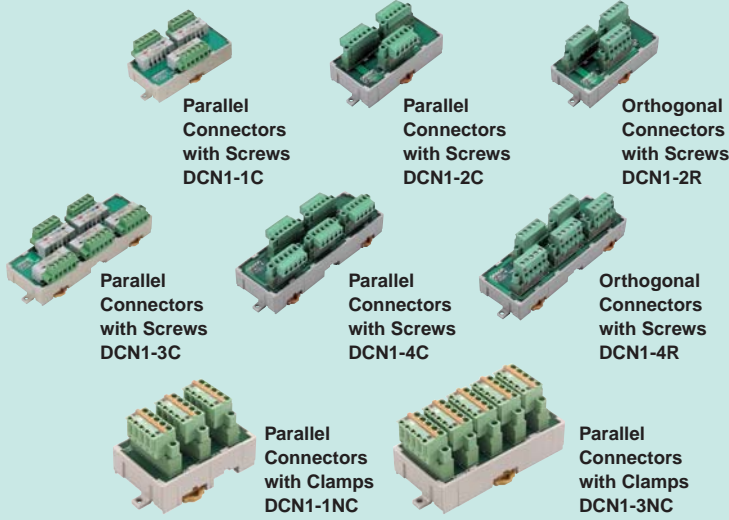 Parallel
Connectors
with Screws
DCN1-1C
Parallel
Connectors
with Screws
DCN1-2C
Orthogonal
Connectors
with Screws
DCN1-2R
Parallel
Connectors
with Screws
DCN1-3C
Parallel
Connectors
with Screws
DCN1-4C
Orthogonal
Connectors
with Screws
DCN1-4R
Parallel
Connectors
with Clamps
DCN1-1NC
Parallel
Connectors
with Clamps
DCN1-3NC